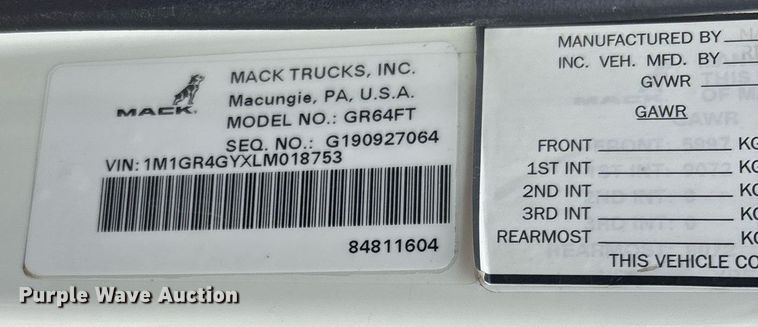 MACK
MACK TRUCKS, INC.
Macungie, PA, U.S.A.
MODEL NO.: GR64FT
SEQ. NO.: G190927064
VIN: 1M1GR4GYXLM018753
84811604
MANUFACTURED BY
INC. VEH. MFD. BY
GVWR
GAWR
FRONT KG
1ST INT KG
2ND INT KG
3RD INT KG
REARMOST KG
THIS VEHICLE CO
Purple Wave Auction